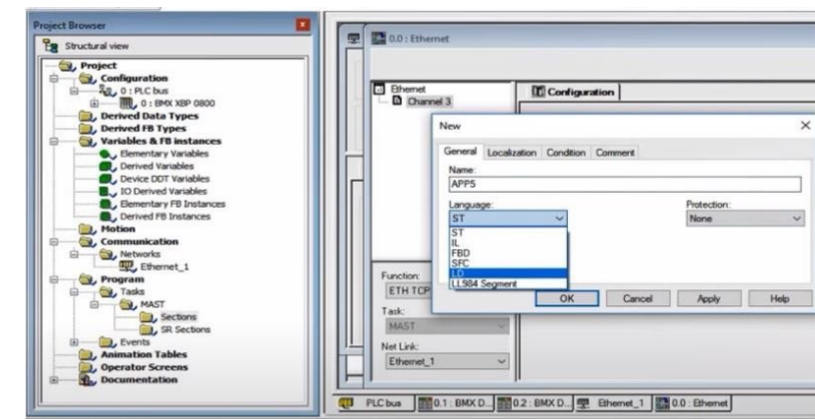 Project Browser
Structural view
Project
Configuration
0 : PLC bus
0 : BMX XBP 0800
Derived Data Types
Derived FB Types
Variables & FB instances
Elementary Variables
Derived Variables
Device DDT Variables
IO Derived Variables
Elementary FB Instances
Derived FB Instances
Motion
Communication
Networks
Ethernet_1
Program
Tasks
MAST
Sections
SR Sections
Events
Animation Tables
Operator Screens
Documentation
0.0 : Ethernet
Ethernet
Channel 3
Configuration
New
General Localization Condition Comment
Name:
APP5
Language: Protection:
ST None
ST
IL
FBD
SFC
LD
LL984 Segment
OK Cancel Apply Help
Function:
ETH TCP
Task:
MAST
Net Link:
Ethernet_1
PLC bus 0.1 : BMX D... 0.2 : BMX D... Ethernet_1 0.0 : Ethernet